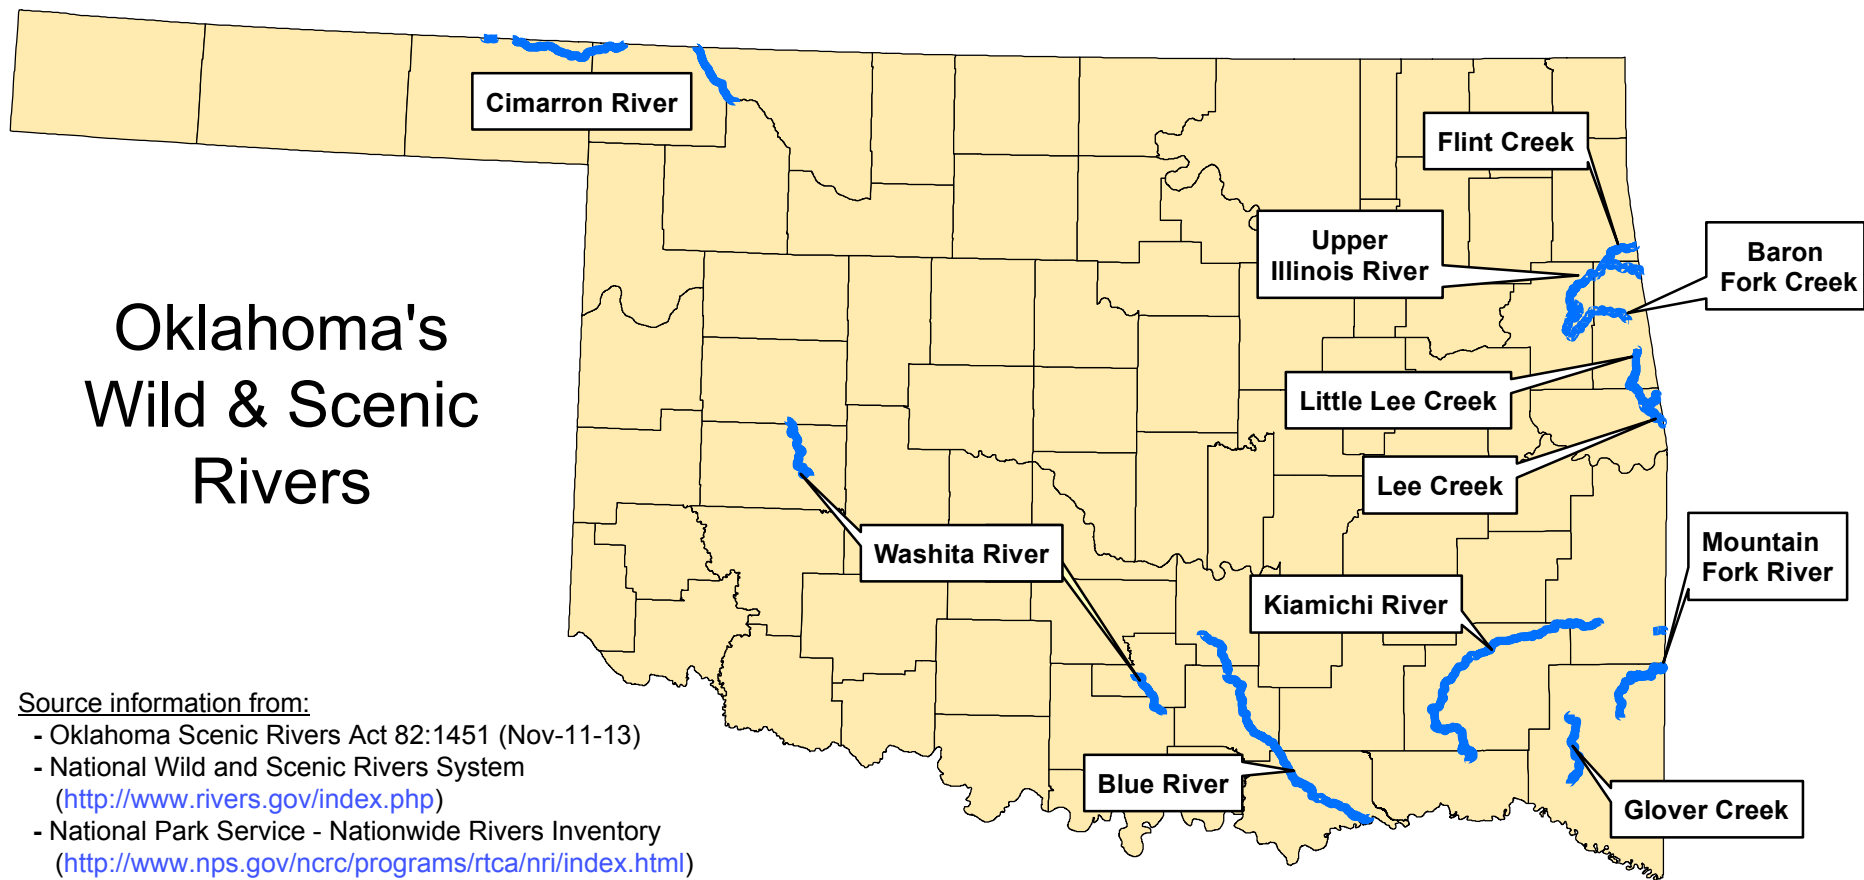 Cimarron River
Flint Creek
Upper
Illinois River
Baron
Fork Creek
Oklahoma's
Wild & Scenic
Rivers
Little Lee Creek
Lee Creek
Washita River
Mountain
Fork River
Kiamichi River
Blue River
Glover Creek
Source information from:
- Oklahoma Scenic Rivers Act 82:1451 (Nov-11-13)
- National Wild and Scenic Rivers System
(http://www.rivers.gov/index.php)
- National Park Service - Nationwide Rivers Inventory
(http://www.nps.gov/ncrc/programs/rtca/nri/index.html)